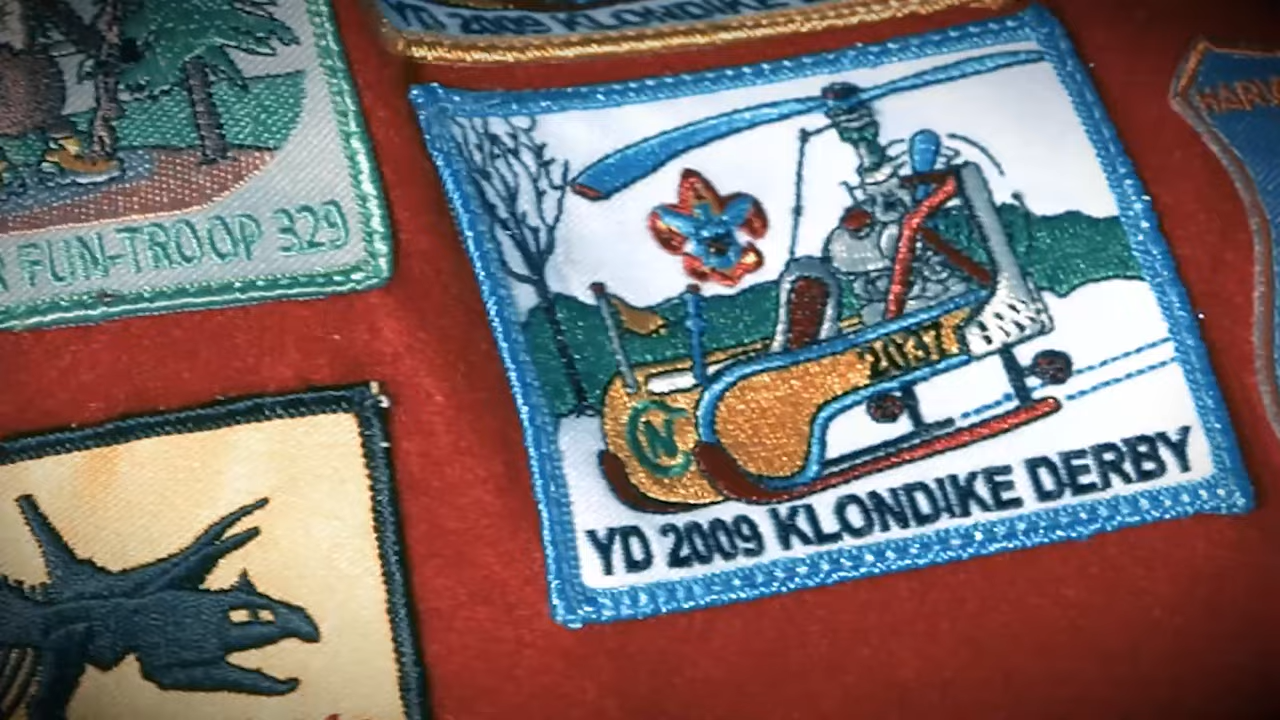 YD 2009 KLONDIKE
FUN-TROOP 329
2037
N
YD 2009 KLONDIKE DERBY